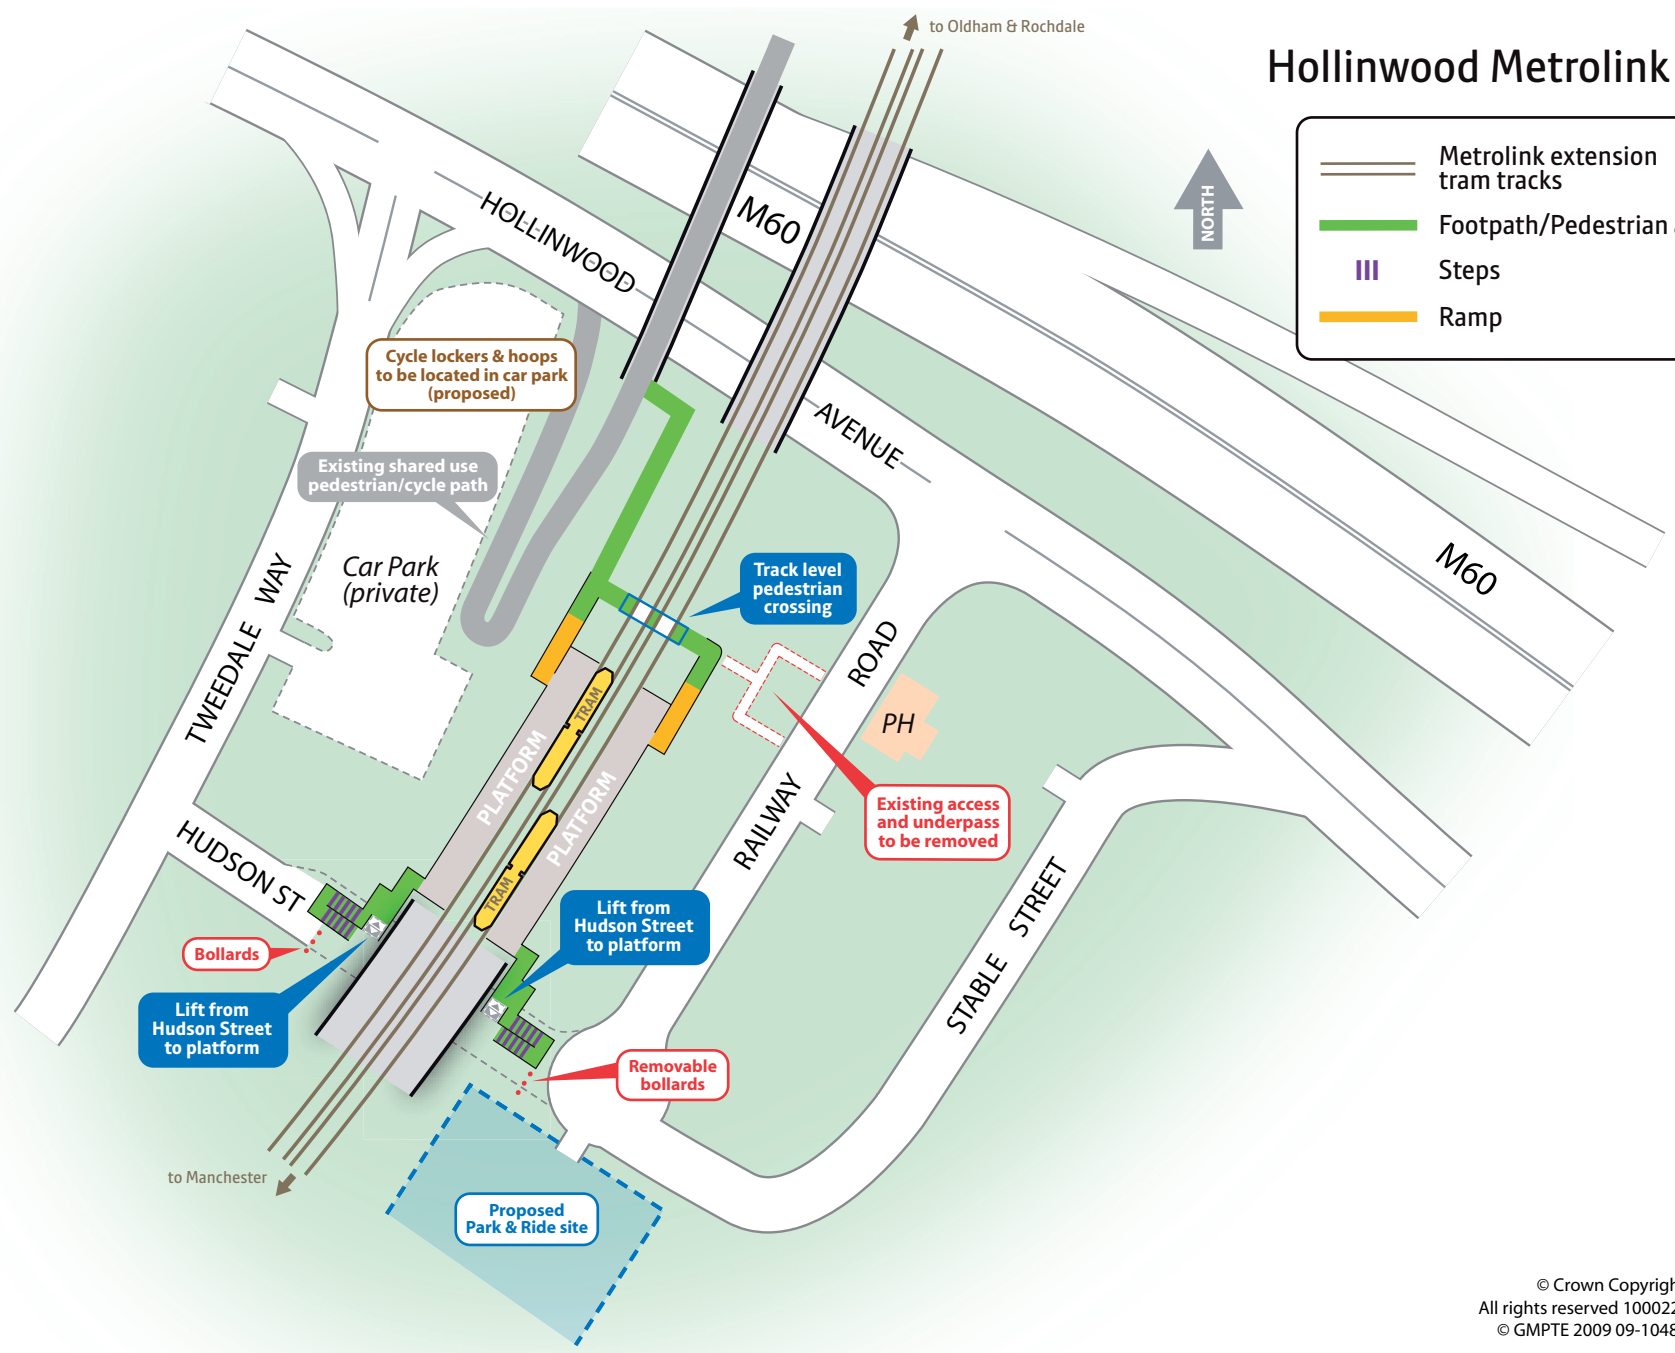 to Oldham & Rochdale
Hollinwood Metrolink
Metrolink extension
tram tracks
Footpath/Pedestrian
Steps
Ramp
NORTH
M60
HOLLINWOOD
AVENUE
M60
Cycle lockers & hoops
to be located in car park
(proposed)
Existing shared use
pedestrian/cycle path
Car Park
(private)
TWEEDALE WAY
Track level
pedestrian
crossing
RAILWAY ROAD
PH
TRAM
PLATFORM
PLATFORM
TRAM
Existing access
and underpass
to be removed
HUDSON ST
Bollards
Lift from
Hudson Street
to platform
Lift from
Hudson Street
to platform
STABLE STREET
Removable
bollards
to Manchester
Proposed
Park & Ride site
© Crown Copyrigh
All rights reserved 100022
© GMPTE 2009 09-1048